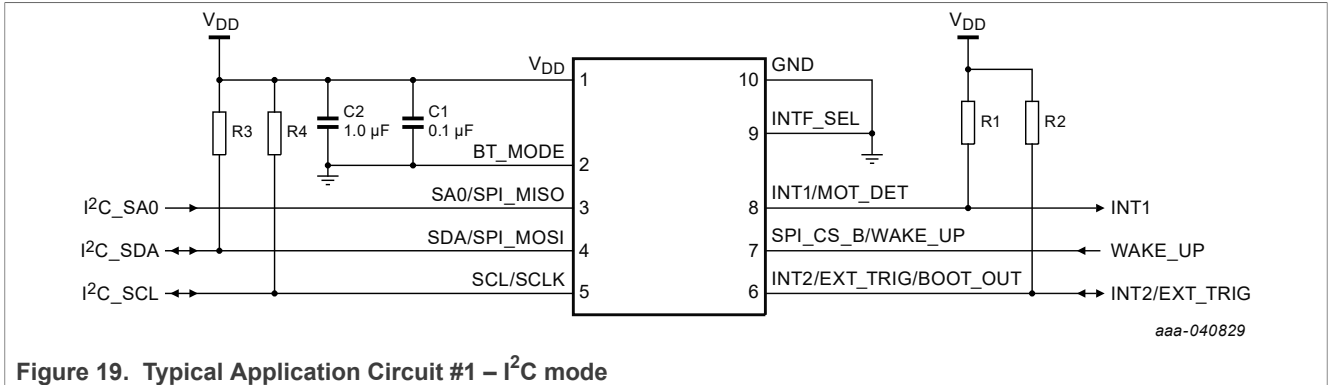 VDD
VDD
VDD
1
10
GND
R3
R4
C2
1.0 µF
C1
0.1 µF
INTF_SEL
9
R1
R2
BT_MODE
2
I²C_SA0
SA0/SPI_MISO
3
8
INT1/MOT_DET
INT1
I²C_SDA
SDA/SPI_MOSI
4
7
SPI_CS_B/WAKE_UP
WAKE_UP
I²C_SCL
SCL/SCLK
5
6
INT2/EXT_TRIG/BOOT_OUT
INT2/EXT_TRIG
aaa-040829
Figure 19. Typical Application Circuit #1 – I²C mode